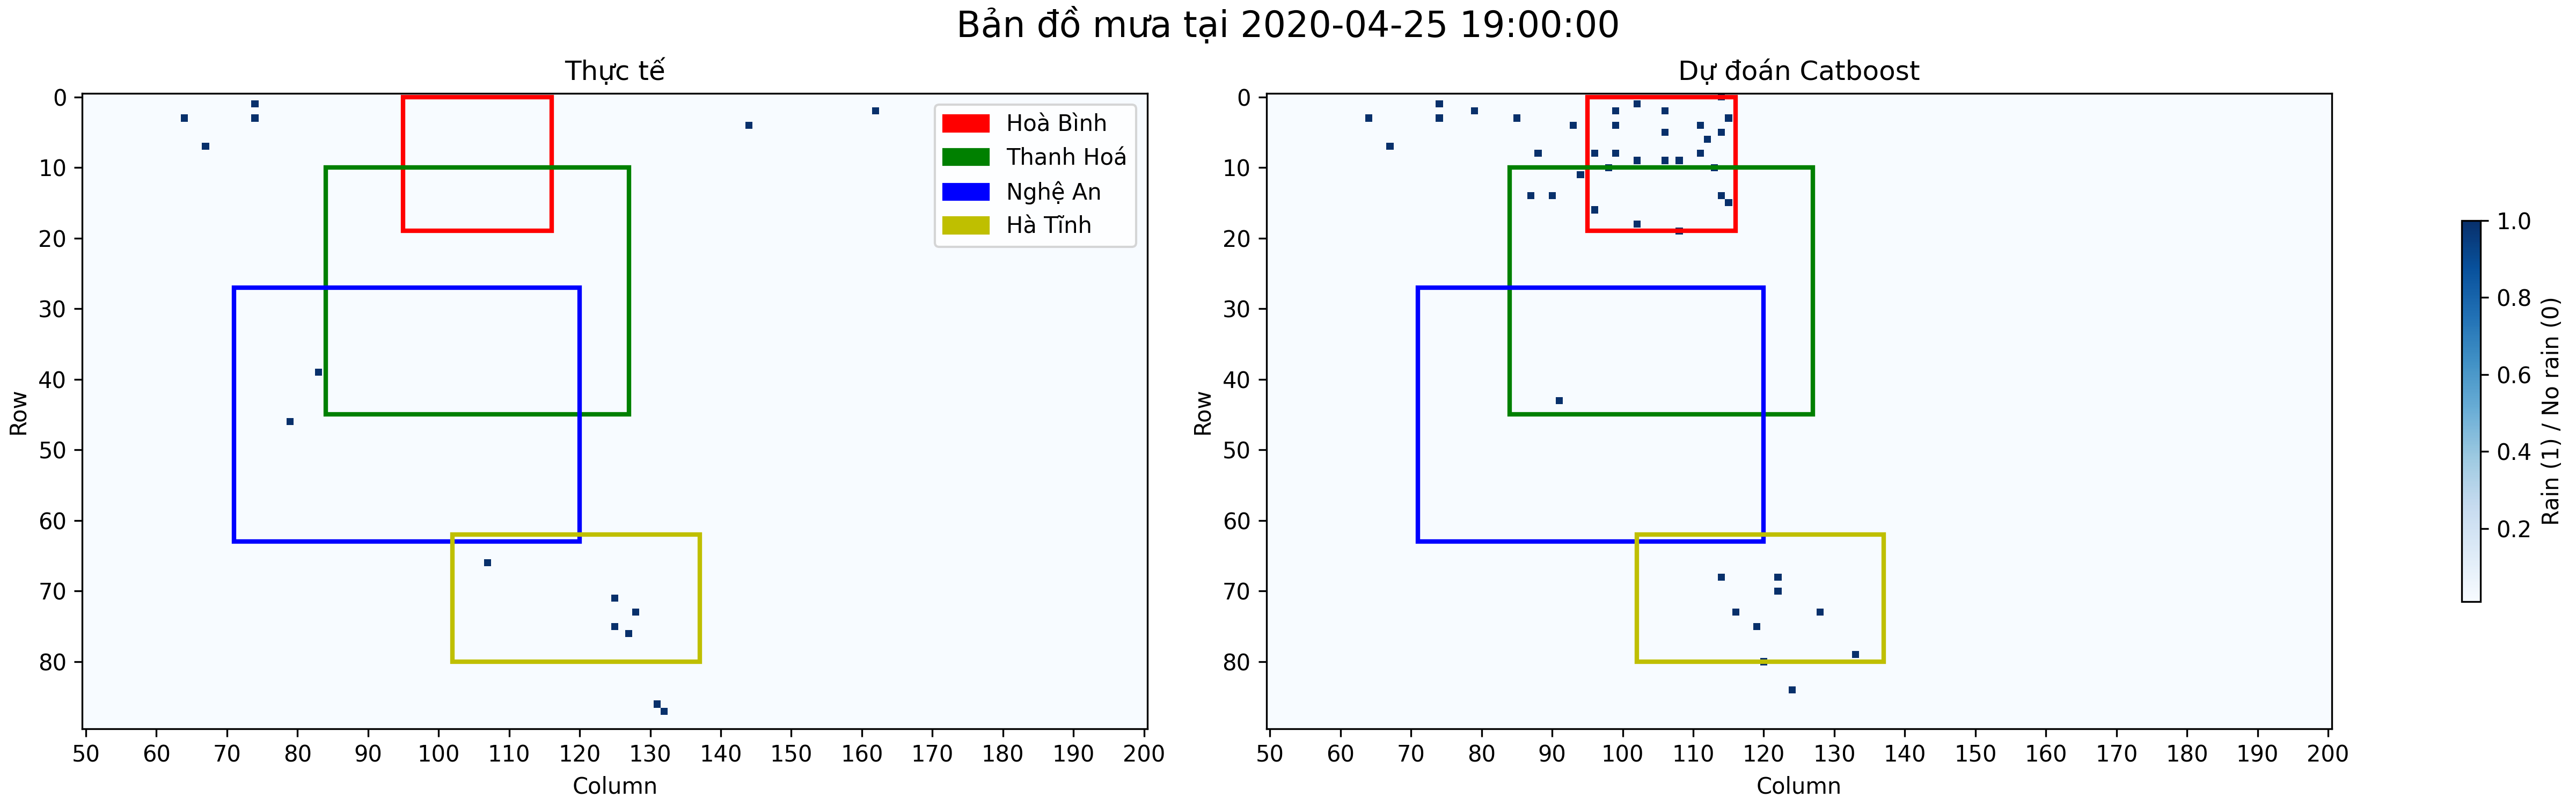 Bản đồ mưa tại 2020-04-25 19:00:00
Thực tế
0
10
20
30
40
50
60
70
80
Row
50 60 70 80 90 100 110 120 130 140 150 160 170 180 190 200
Column
Hoà Bình
Thanh Hoá
Nghệ An
Hà Tĩnh
Dự đoán Catboost
0
10
20
30
40
50
60
70
80
Row
50 60 70 80 90 100 110 120 130 140 150 160 170 180 190 200
Column
1.0
0.8
0.6
0.4
0.2
Rain (1) / No rain (0)